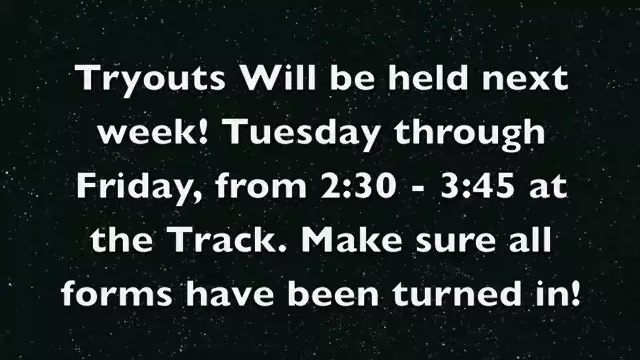 Tryouts Will be held next
week! Tuesday through
Friday, from 2:30 - 3:45 at
the Track. Make sure all
forms have been turned in!